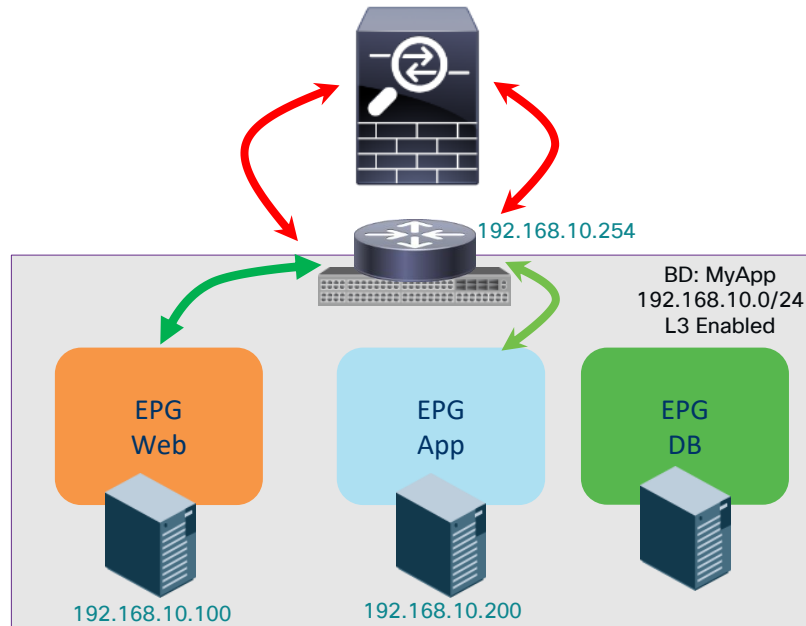 192.168.10.254
BD: MyApp
192.168.10.0/24
L3 Enabled
EPG
Web
EPG
App
EPG
DB
192.168.10.100
192.168.10.200